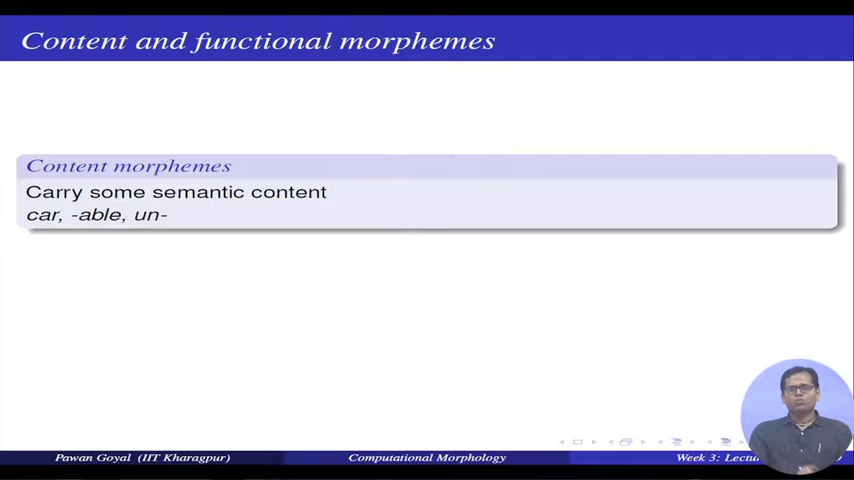 Content and functional morphemes
Content morphemes
Carry some semantic content
car, -able, un-
Pawan Goyal (IIT Kharagpur)
Computational Morphology
Week 3: